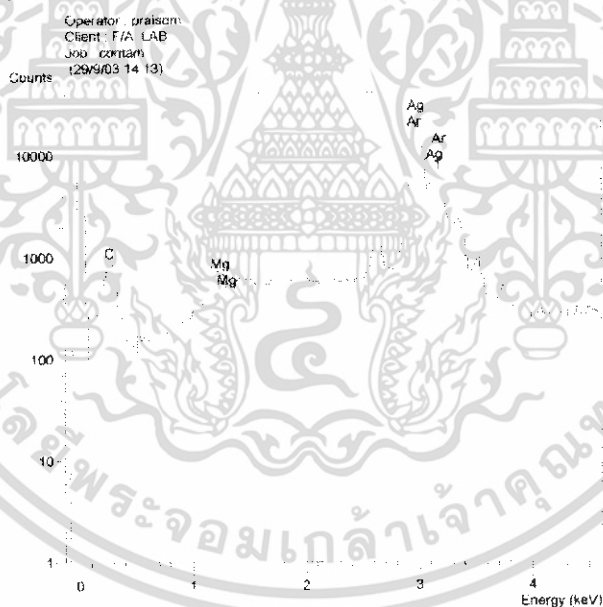 Operator : praisom
Client : F/A LAB
Job : contam
(29/9/03 14:13)
Counts
Ag
Ar
Ar
Ag
10000
1000
C
Mg
Mg
100
10
1
0 1 2 3 4
Energy (keV)
พระจอมเกล้าเจ้าคุณท